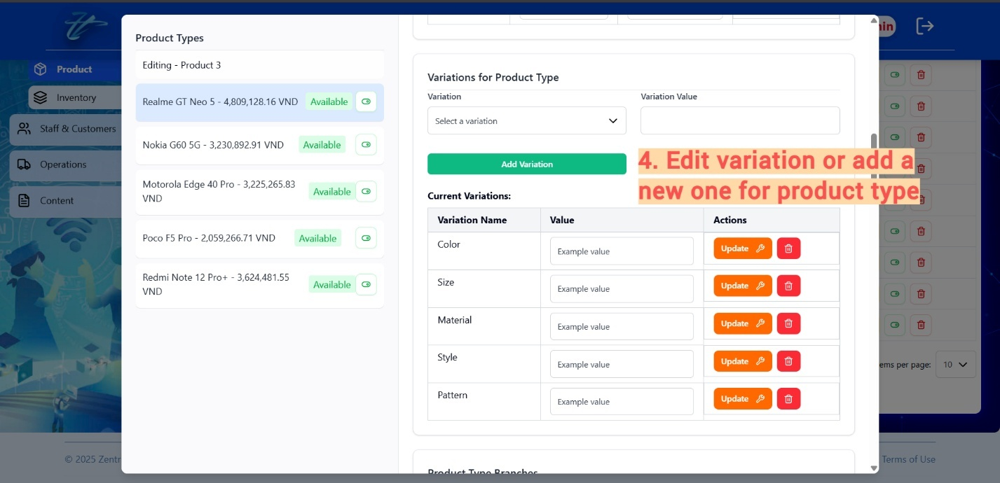 Product Types
Editing - Product 3
Realme GT Neo 5 - 4,809,128.16 VND
Available
Nokia G60 5G - 3,230,892.91 VND
Available
Motorola Edge 40 Pro - 3,225,265.83
VND
Available
Poco F5 Pro - 2,059,266.71 VND
Available
Redmi Note 12 Pro+ - 3,624,481.55
VND
Available
Product
Inventory
Staff & Customers
Operations
Content
Variations for Product Type
Variation
Variation Value
Select a variation
Add Variation
4. Edit variation or add a
new one for product type
Current Variations:
Variation Name Value Actions
Color Example value Update
Size Example value Update
Material Example value Update
Style Example value Update
Pattern Example value Update
Product Type Branches
ems per page: 10
© 2025 Zentr
Terms of Use